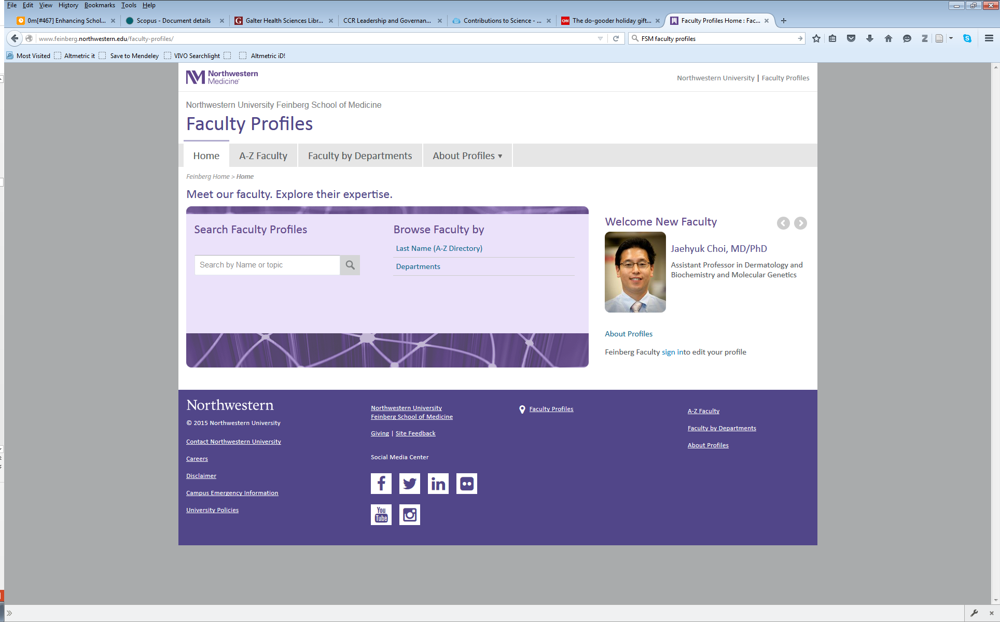 File Edit View History Bookmarks Tools Help
0m[#467] Enhancing Schol...
Scopus - Document details
Galter Health Sciences Libr...
CCR Leadership and Governan...
Contributions to Science - ...
CNN The do-gooder holiday gift...
Faculty Profiles Home : Fac...
www.feinberg.northwestern.edu/faculty-profiles/
FSM faculty profiles
Most Visited Altmetric it Save to Mendeley VIVO Searchlight Altmetric iD!
Northwestern
Medicine
Northwestern University | Faculty Profiles
Northwestern University Feinberg School of Medicine
Faculty Profiles
Home A-Z Faculty Faculty by Departments About Profiles
Feinberg Home > Home
Meet our faculty. Explore their expertise.
Search Faculty Profiles
Search by Name or topic
Browse Faculty by
Last Name (A-Z Directory)
Departments
Welcome New Faculty
Jaehyuk Choi, MD/PhD
Assistant Professor in Dermatology and
Biochemistry and Molecular Genetics
About Profiles
Feinberg Faculty sign into edit your profile
Northwestern
© 2015 Northwestern University
Contact Northwestern University
Careers
Disclaimer
Campus Emergency Information
University Policies
Northwestern University
Feinberg School of Medicine
Giving | Site Feedback
Social Media Center
You
Tube
Faculty Profiles
A-Z Faculty
Faculty by Departments
About Profiles